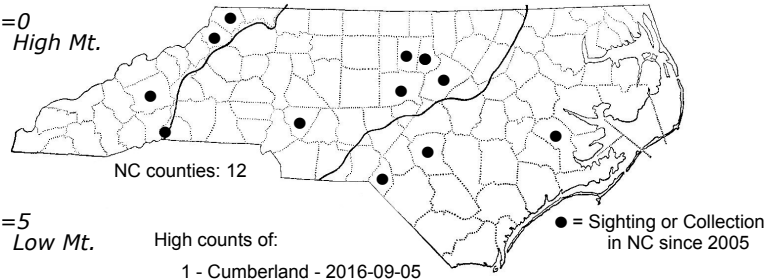 =0
High Mt.
NC counties: 12
=5
Low Mt.
High counts of:
1 - Cumberland - 2016-09-05
= Sighting or Collection
in NC since 2005